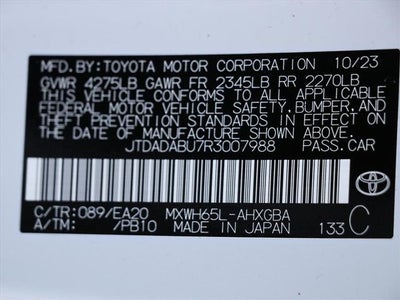 MFD.BY:TOYOTA MOTOR CORPORATION 10/23
GVWR 4275LB GAWR FR 2345LB RR 2270LB
THIS VEHICLE CONFORMS TO ALL APPLICABLE
FEDERAL MOTOR VEHICLE SAFETY, BUMPER, AND
THEFT PREVENTION STANDARDS IN EFFECT ON
THE DATE OF MANUFACTURE SHOWN ABOVE.
JTDADABU7R3007988 PASS.CAR
TOYOTA
C/TR:089/EA20 MXWH65L-AHXGBA C
A/TM: /PB10 MADE IN JAPAN 133